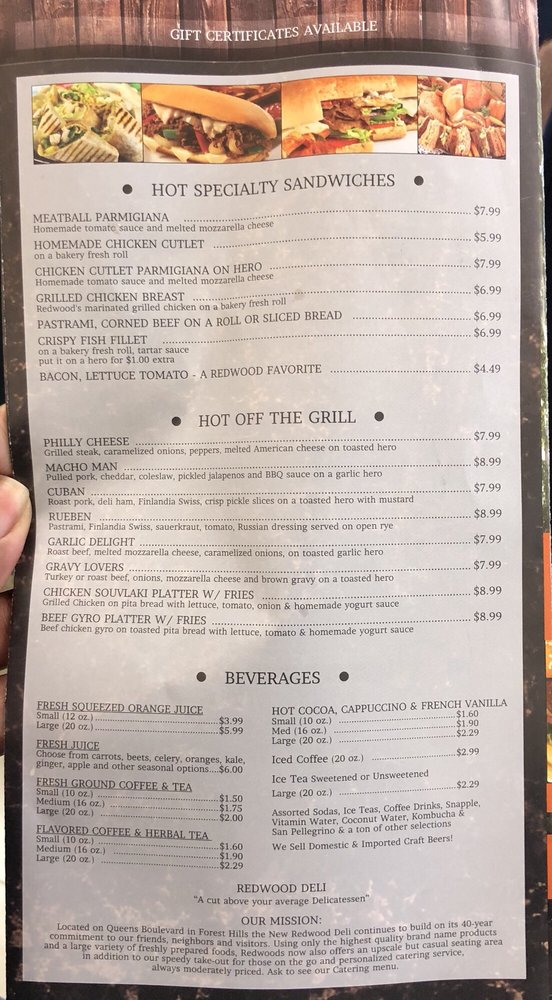 GIFT CERTIFICATES AVAILABLE
• HOT SPECIALTY SANDWICHES •
MEATBALL PARMIGIANA ........ $7.99
Homemade tomato sauce and melted mozzarella cheese
HOMEMADE CHICKEN CUTLET ........ $5.99
on a bakery fresh roll
CHICKEN CUTLET PARMIGIANA ON HERO ........ $7.99
Homemade tomato sauce and melted mozzarella cheese
GRILLED CHICKEN BREAST ........ $6.99
Redwood's marinated grilled chicken on a bakery fresh roll
PASTRAMI, CORNED BEEF ON A ROLL OR SLICED BREAD ........ $6.99
CRISPY FISH FILLET ........ $6.99
on a bakery fresh roll, tartar sauce
put it on a hero for $1.00 extra
BACON, LETTUCE TOMATO - A REDWOOD FAVORITE ........ $4.49
• HOT OFF THE GRILL •
PHILLY CHEESE ........ $7.99
Grilled steak, caramelized onions, peppers, melted American cheese on toasted hero
MACHO MAN ........ $8.99
Pulled pork, cheddar, coleslaw, pickled jalapenos and BBQ sauce on a garlic hero
CUBAN ........ $7.99
Roast pork, deli ham, Finlandia Swiss, crisp pickle slices on a toasted hero with mustard
RUEBEN ........ $8.99
Pastrami, Finlandia Swiss, sauerkraut, tomato, Russian dressing served on open rye
GARLIC DELIGHT ........ $7.99
Roast beef, melted mozzarella cheese, caramelized onions, on toasted garlic hero
GRAVY LOVERS ........ $7.99
Turkey or roast beef, onions, mozzarella cheese and brown gravy on a toasted hero
CHICKEN SOUVLAKI PLATTER W/ FRIES ........ $8.99
Grilled Chicken on pita bread with lettuce, tomato, onion & homemade yogurt sauce
BEEF GYRO PLATTER W/ FRIES ........ $8.99
Beef chicken gyro on toasted pita bread with lettuce, tomato & homemade yogurt sauce
• BEVERAGES •
FRESH SQUEEZED ORANGE JUICE
Small (12 oz.) ........ $3.99
Large (20 oz.) ........ $5.99
FRESH JUICE
Choose from carrots, beets, celery, oranges, kale,
ginger, apple and other seasonal options....$6.00
FRESH GROUND COFFEE & TEA
Small (10 oz.) ........ $1.50
Medium (16 oz.) ........ $1.75
Large (20 oz.) ........ $2.00
FLAVORED COFFEE & HERBAL TEA
Small (10 oz.) ........ $1.60
Medium (16 oz.) ........ $1.90
Large (20 oz.) ........ $2.29
HOT COCOA, CAPPUCCINO & FRENCH VANILLA
Small (10 oz.) ........ $1.60
Med (16 oz.) ........ $1.90
Large (20 oz.) ........ $2.29
Iced Coffee (20 oz.) ........ $2.99
Ice Tea Sweetened or Unsweetened
Large (20 oz.) ........ $2.29
Assorted Sodas, Ice Teas, Coffee Drinks, Snapple,
Vitamin Water, Coconut Water, Kombucha &
San Pellegrino & a ton of other selections
We Sell Domestic & Imported Craft Beers!
REDWOOD DELI
"A cut above your average Delicatessen"
OUR MISSION:
Located on Queens Boulevard in Forest Hills the New Redwood Deli continues to build on its 40-year
commitment to our friends, neighbors and visitors. Using only the highest quality brand name products
and a large variety of freshly prepared foods, Redwoods now also offers an upscale but casual seating area
in addition to our speedy take-out for those on the go and personalized catering service,
always moderately priced. Ask to see our Catering menu.